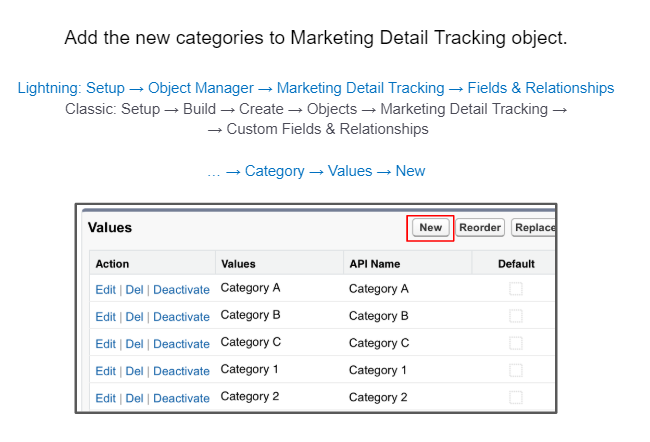 Add the new categories to Marketing Detail Tracking object.
Lightning: Setup → Object Manager → Marketing Detail Tracking → Fields & Relationships
Classic: Setup → Build → Create → Objects → Marketing Detail Tracking →
→ Custom Fields & Relationships
… → Category → Values → New
Values New Reorder Replace
Action Values API Name Default
Edit | Del | Deactivate Category A Category A
Edit | Del | Deactivate Category B Category B
Edit | Del | Deactivate Category C Category C
Edit | Del | Deactivate Category 1 Category 1
Edit | Del | Deactivate Category 2 Category 2